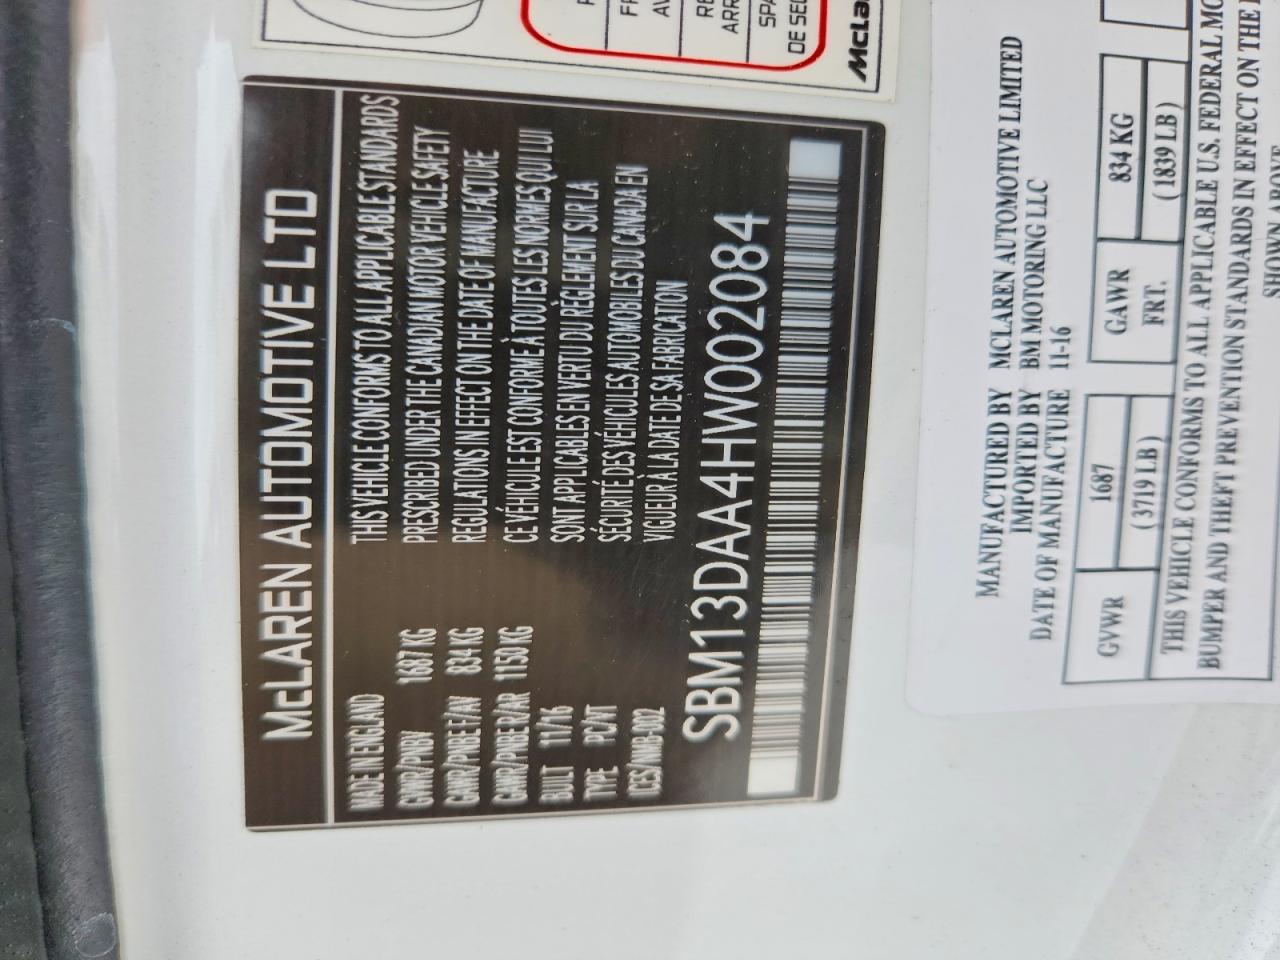 McLAREN AUTOMOTIVE LTD
MADE IN ENGLAND
GVWR/PNBV 1687 KG
GAWR/PNBE F/AV 834 KG
GAWR/PNBE R/AR 1150 KG
BUILT 11/16
TYPE PC/VT
ICES/NMB-002
THIS VEHICLE CONFORMS TO ALL APPLICABLE STANDARDS
PRESCRIBED UNDER THE CANADIAN MOTOR VEHICLE SAFETY
REGULATIONS IN EFFECT ON THE DATE OF MANUFACTURE
CE VÉHICULE EST CONFORME À TOUTES LES NORMES QUI LUI
SONT APPLICABLES EN VERTU DU RÈGLEMENT SUR LA
SÉCURITÉ DES VÉHICULES AUTOMOBILES DU CANADA EN
VIGUEUR À LA DATE DE SA FABRICATION
SBM13DAA4HW002084
MANUFACTURED BY MCLAREN AUTOMOTIVE LIMITED
IMPORTED BY BM MOTORING LLC
DATE OF MANUFACTURE 11-16
GVWR 1687 GAWR 834 KG
(3719 LB) FRT. (1839 LB)
THIS VEHICLE CONFORMS TO ALL APPLICABLE U.S. FEDERAL
BUMPER AND THEFT PREVENTION STANDARDS IN EFFECT ON THE
SHOWN ABOVE
DE